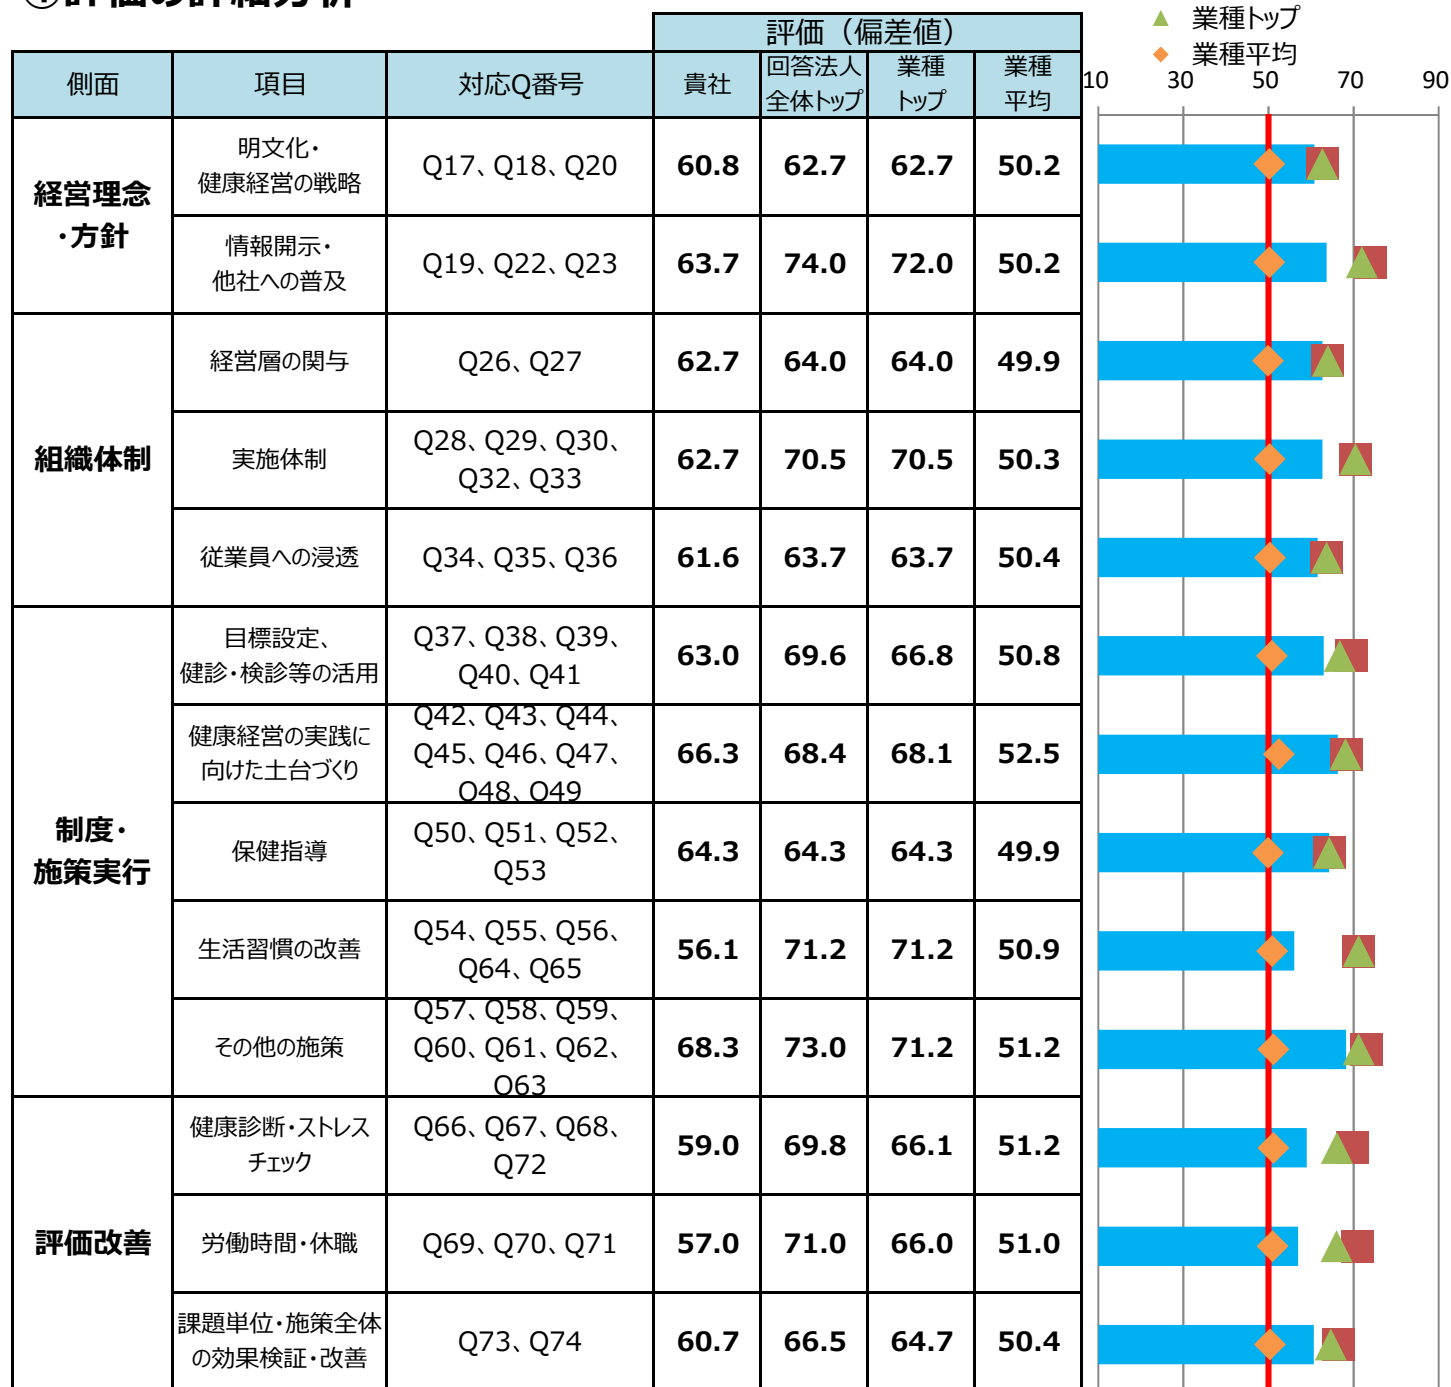 ①評価の詳細分析
▲ 業種トップ
◆ 業種平均
評価（偏差値）
側面 項目 対応Q番号 貴社 回答法人 業種 業種
全体トップ トップ 平均
10 30 50 70 90
経営理念
・方針
明文化・
健康経営の戦略
Q17、Q18、Q20 60.8 62.7 62.7 50.2
情報開示・
他社への普及
Q19、Q22、Q23 63.7 74.0 72.0 50.2
組織体制
経営層の関与 Q26、Q27 62.7 64.0 64.0 49.9
実施体制
Q28、Q29、Q30、
Q32、Q33
62.7 70.5 70.5 50.3
従業員への浸透 Q34、Q35、Q36 61.6 63.7 63.7 50.4
制度・
施策実行
目標設定、
健診・検診等の活用
Q37、Q38、Q39、
Q40、Q41
63.0 69.6 66.8 50.8
健康経営の実践に
向けた土台づくり
Q42、Q43、Q44、
Q45、Q46、Q47、
Q48、Q49
66.3 68.4 68.1 52.5
保健指導
Q50、Q51、Q52、
Q53
64.3 64.3 64.3 49.9
生活習慣の改善
Q54、Q55、Q56、
Q64、Q65
56.1 71.2 71.2 50.9
その他の施策
Q57、Q58、Q59、
Q60、Q61、Q62、
Q63
68.3 73.0 71.2 51.2
評価改善
健康診断・ストレス
チェック
Q66、Q67、Q68、
Q72
59.0 69.8 66.1 51.2
労働時間・休職 Q69、Q70、Q71 57.0 71.0 66.0 51.0
課題単位・施策全体
の効果検証・改善
Q73、Q74 60.7 66.5 64.7 50.4